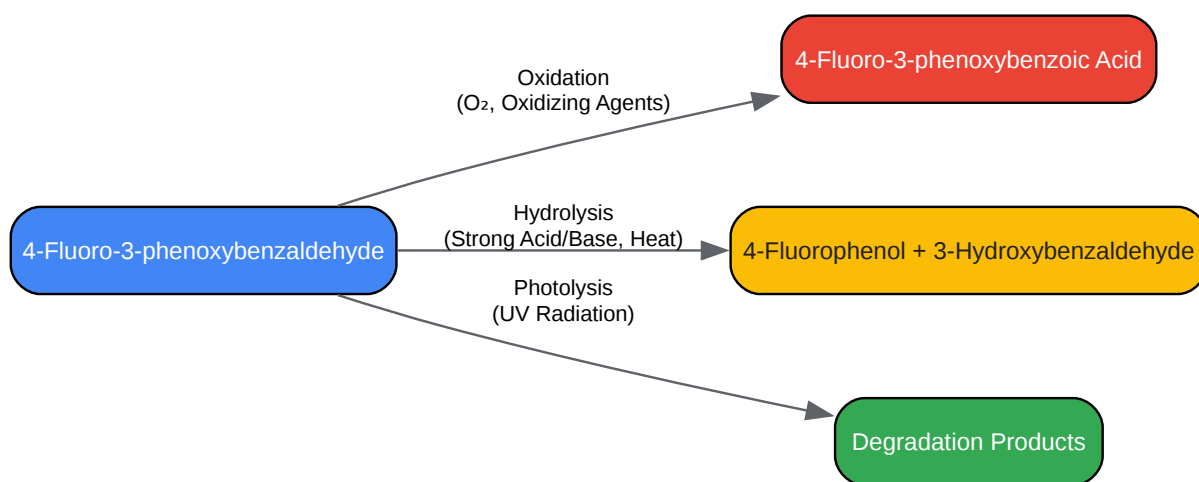 4-Fluoro-3-phenoxybenzoic Acid
Oxidation
(O₂, Oxidizing Agents)
4-Fluoro-3-phenoxybenzaldehyde
Hydrolysis
(Strong Acid/Base, Heat)
4-Fluorophenol + 3-Hydroxybenzaldehyde
Photolysis
(UV Radiation)
Degradation Products